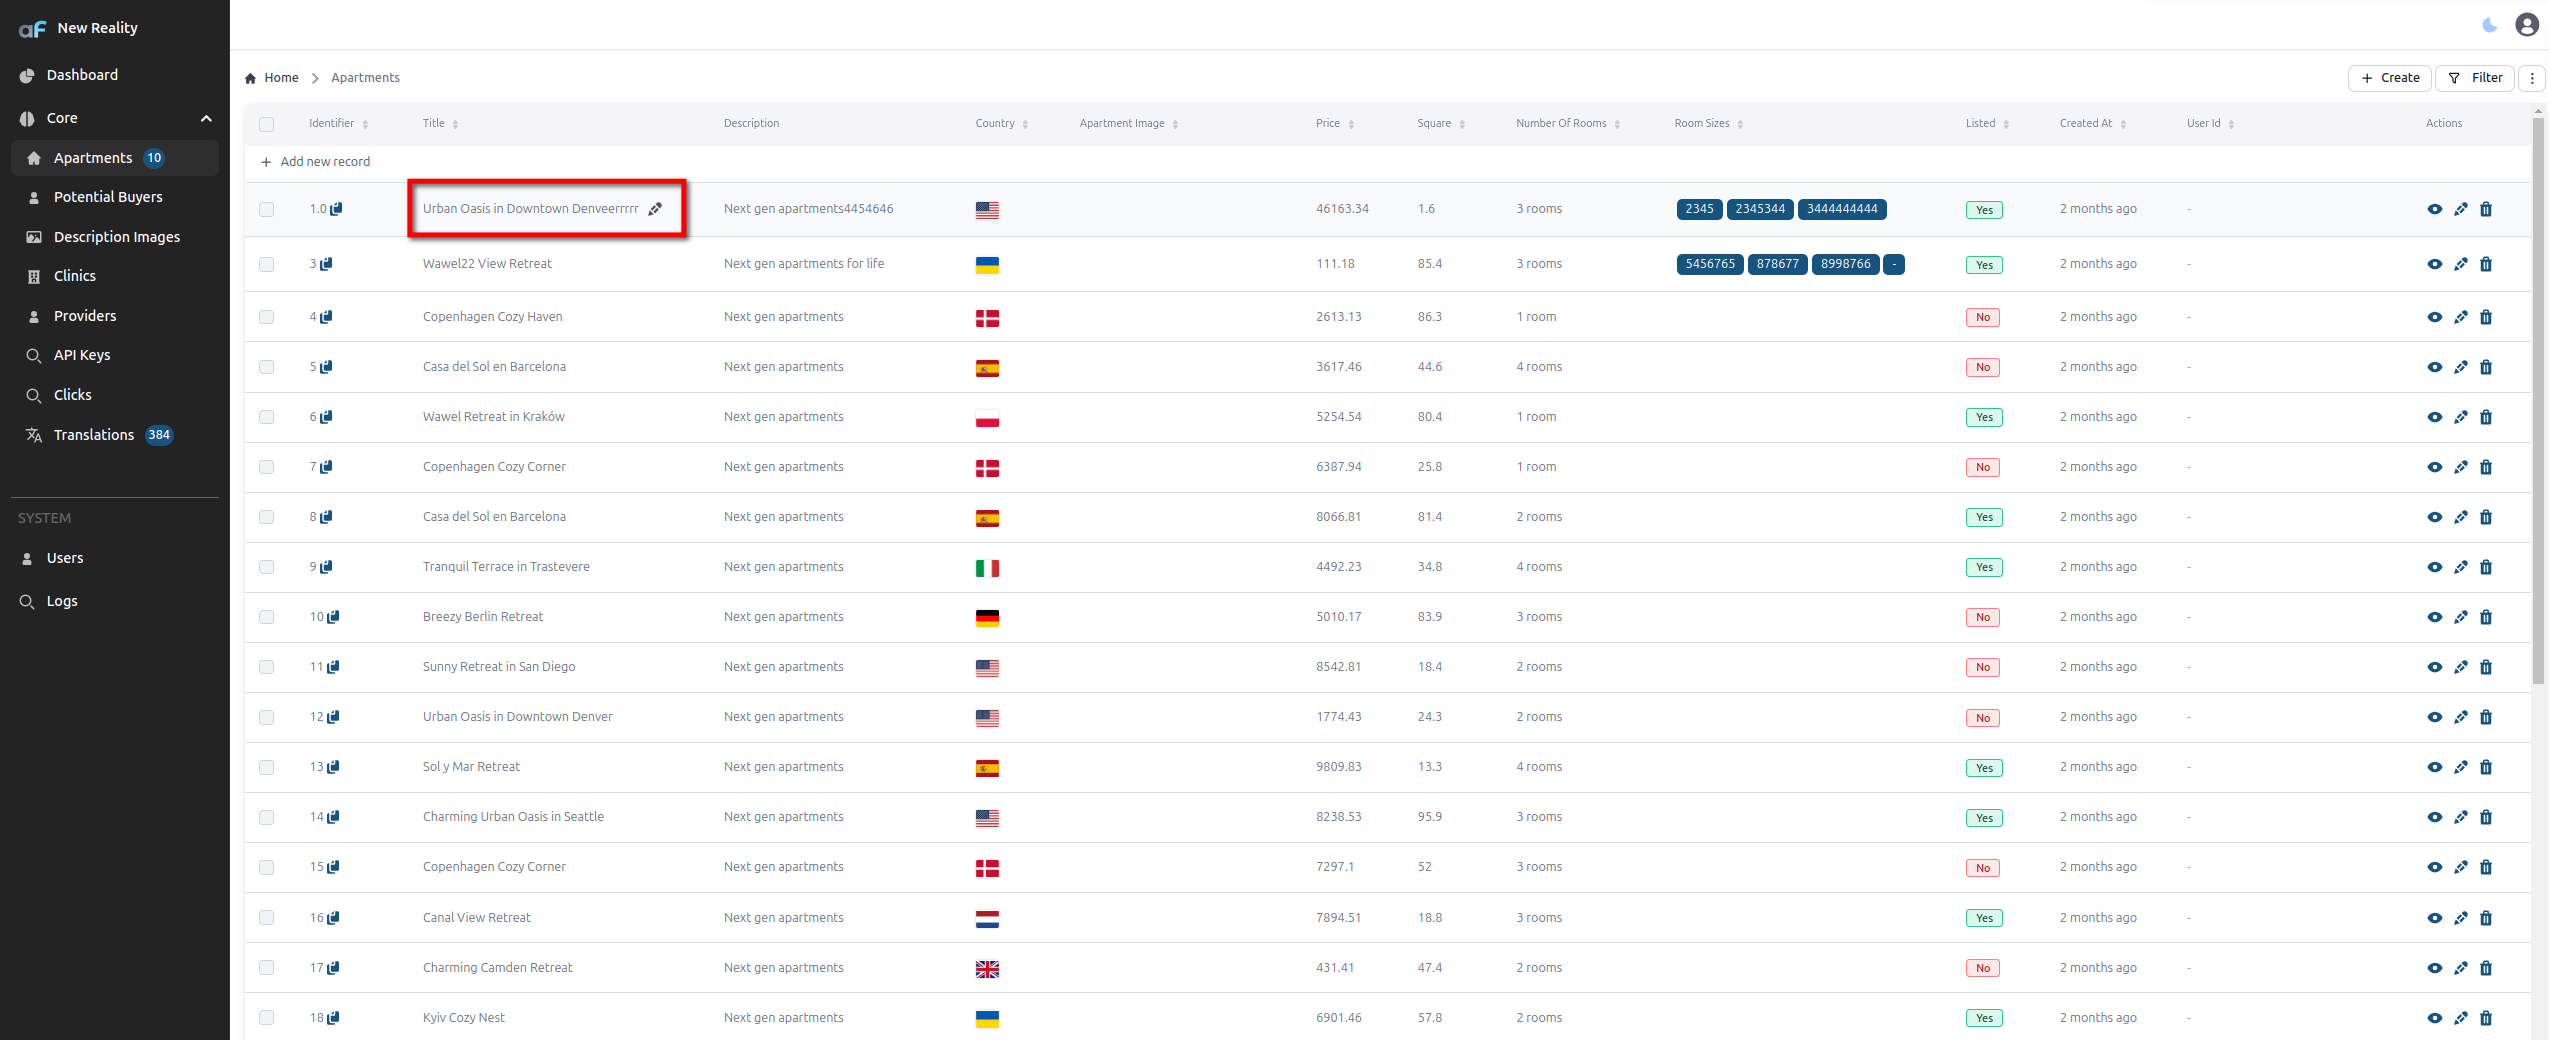 aF New Reality
Dashboard
Core
Apartments 10
Potential Buyers
Description Images
Clinics
Providers
API Keys
Clicks
Translations 384
SYSTEM
Users
Logs
Home > Apartments
+ Create Filter
Identifier Title Description Country Apartment Image Price Square Number Of Rooms Room Sizes Listed Created At User Id Actions
+ Add new record
1.0 Urban Oasis in Downtown Denveerrrrr Next gen apartments4454646 46163.34 1.6 3 rooms 2345 2345344 3444444444 Yes 2 months ago -
3 Wawel22 View Retreat Next gen apartments for life 111.18 85.4 3 rooms 5456765 878677 8998766 - Yes 2 months ago -
4 Copenhagen Cozy Haven Next gen apartments 2613.13 86.3 1 room No 2 months ago -
5 Casa del Sol en Barcelona Next gen apartments 3617.46 44.6 4 rooms No 2 months ago -
6 Wawel Retreat in Kraków Next gen apartments 5254.54 80.4 1 room Yes 2 months ago -
7 Copenhagen Cozy Corner Next gen apartments 6387.94 25.8 1 room No 2 months ago -
8 Casa del Sol en Barcelona Next gen apartments 8066.81 81.4 2 rooms Yes 2 months ago -
9 Tranquil Terrace in Trastevere Next gen apartments 4492.23 34.8 4 rooms Yes 2 months ago -
10 Breezy Berlin Retreat Next gen apartments 5010.17 83.9 3 rooms No 2 months ago -
11 Sunny Retreat in San Diego Next gen apartments 8542.81 18.4 2 rooms No 2 months ago -
12 Urban Oasis in Downtown Denver Next gen apartments 1774.43 24.3 2 rooms No 2 months ago -
13 Sol y Mar Retreat Next gen apartments 9809.83 13.3 4 rooms Yes 2 months ago -
14 Charming Urban Oasis in Seattle Next gen apartments 8238.53 95.9 3 rooms Yes 2 months ago -
15 Copenhagen Cozy Corner Next gen apartments 7297.1 52 3 rooms No 2 months ago -
16 Canal View Retreat Next gen apartments 7894.51 18.8 3 rooms Yes 2 months ago -
17 Charming Camden Retreat Next gen apartments 431.41 47.4 2 rooms No 2 months ago -
18 Kyiv Cozy Nest Next gen apartments 6901.46 57.8 2 rooms Yes 2 months ago -